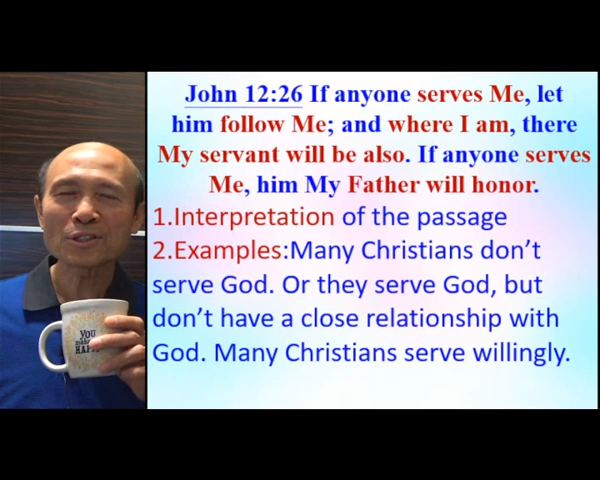 John 12:26 If anyone serves Me, let
him follow Me; and where I am, there
My servant will be also. If anyone serves
Me, him My Father will honor.
1.Interpretation of the passage
2.Examples:Many Christians don’t
serve God. Or they serve God, but
don’t have a close relationship with
God. Many Christians serve willingly.
YOU
HAP